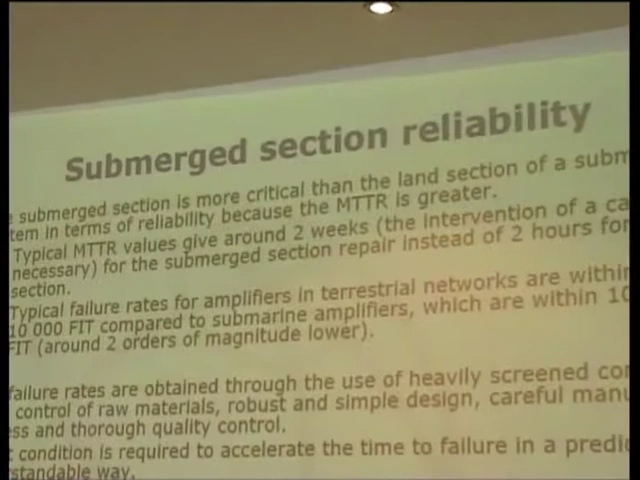 Submerged section reliability
submerged section is more critical than the land section of a subm
tem in terms of reliability because the MTTR is greater.
Typical MTTR values give around 2 weeks (the intervention of a ca
necessary) for the submerged section repair instead of 2 hours for
section.
Typical failure rates for amplifiers in terrestrial networks are within
10 000 FIT compared to submarine amplifiers, which are within 10
FIT (around 2 orders of magnitude lower).
failure rates are obtained through the use of heavily screened co
control of raw materials, robust and simple design, careful manu
ss and thorough quality control.
condition is required to accelerate the time to failure in a predi
standable way.